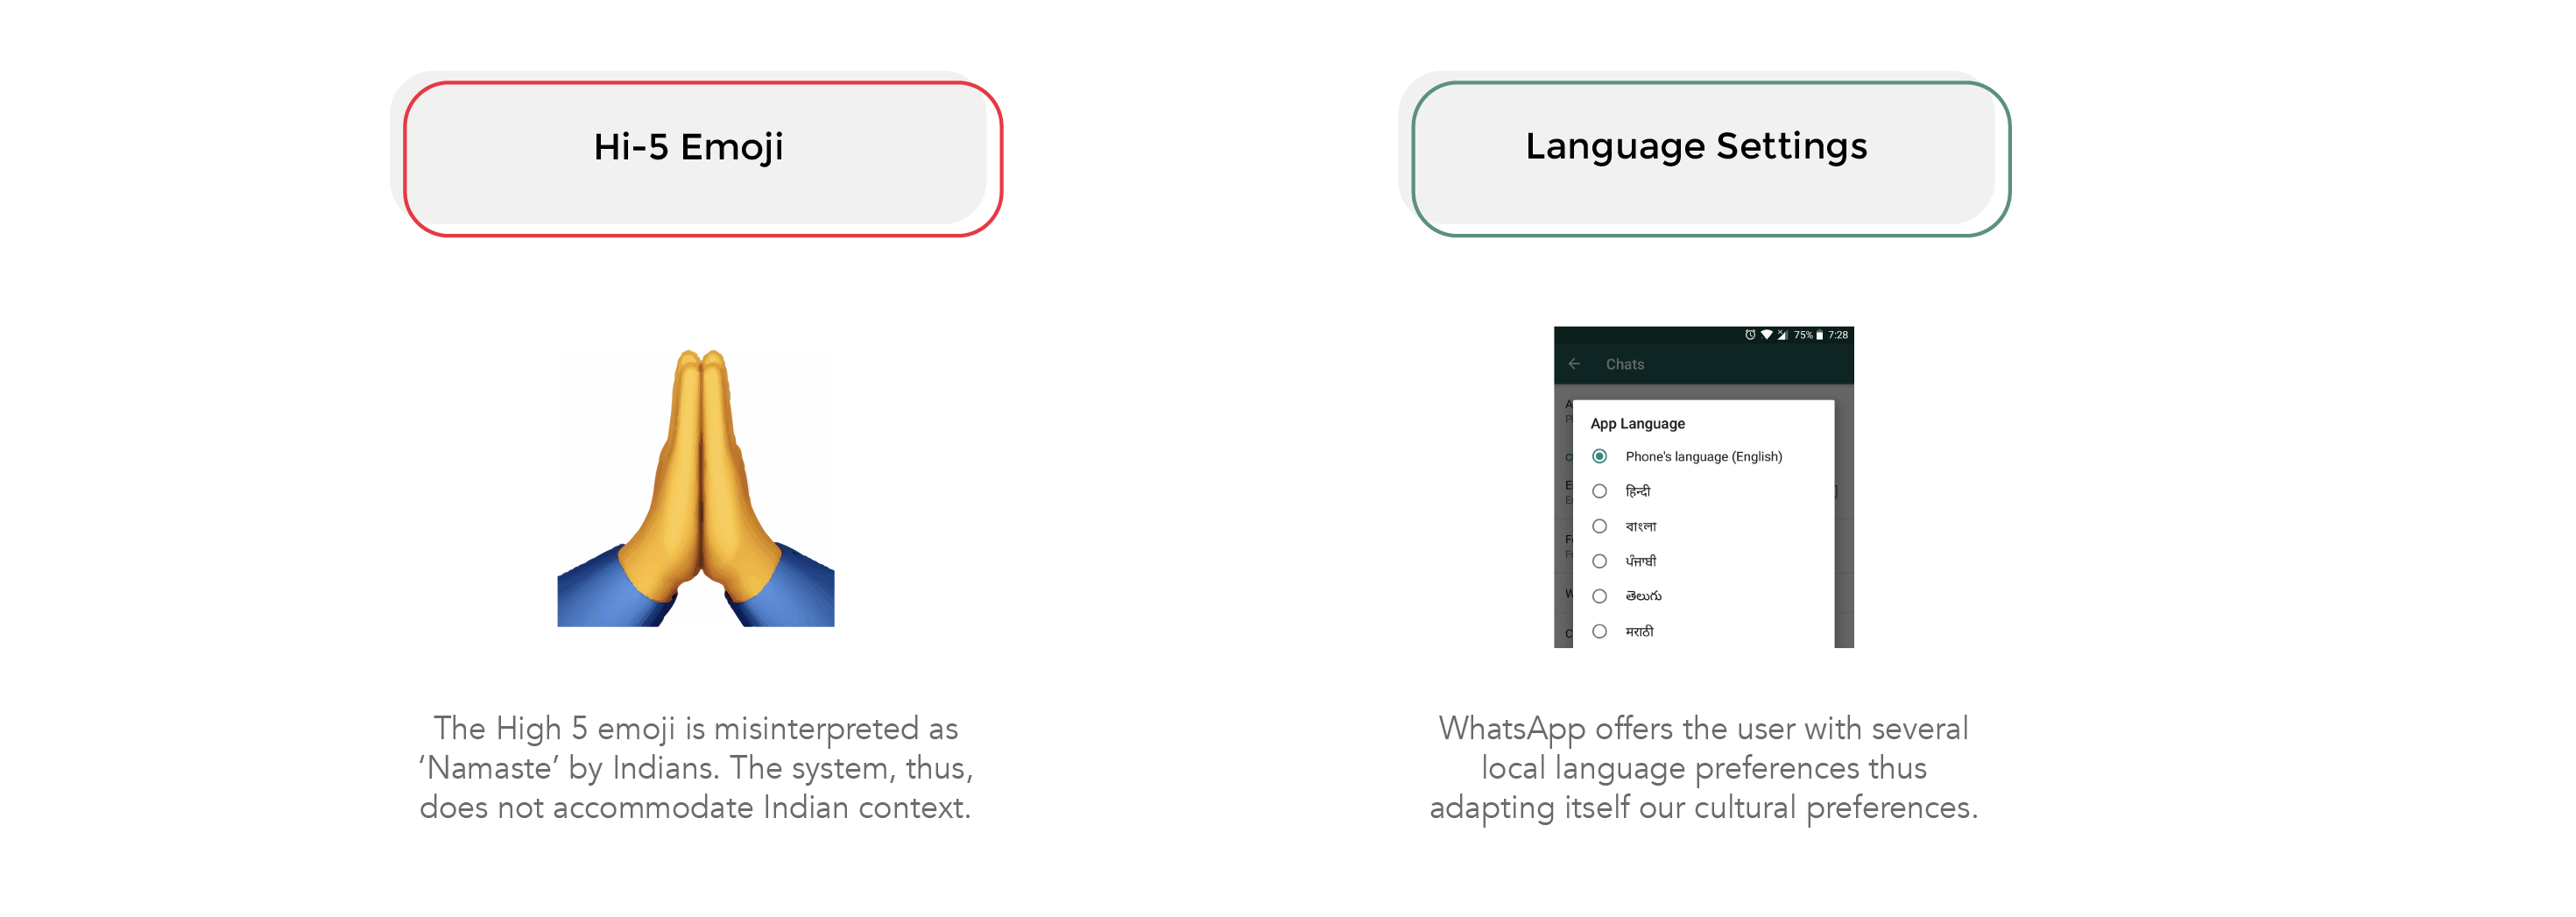 Hi-5 Emoji
The High 5 emoji is misinterpreted as
‘Namaste’ by Indians. The system, thus,
does not accommodate Indian context.
Language Settings
75% 7:28
Chats
App Language
Phone's language (English)
हिन्दी
বাংলা
ਪੰਜਾਬੀ
తెలుగు
मराठी
WhatsApp offers the user with several
local language preferences thus
adapting itself our cultural preferences.